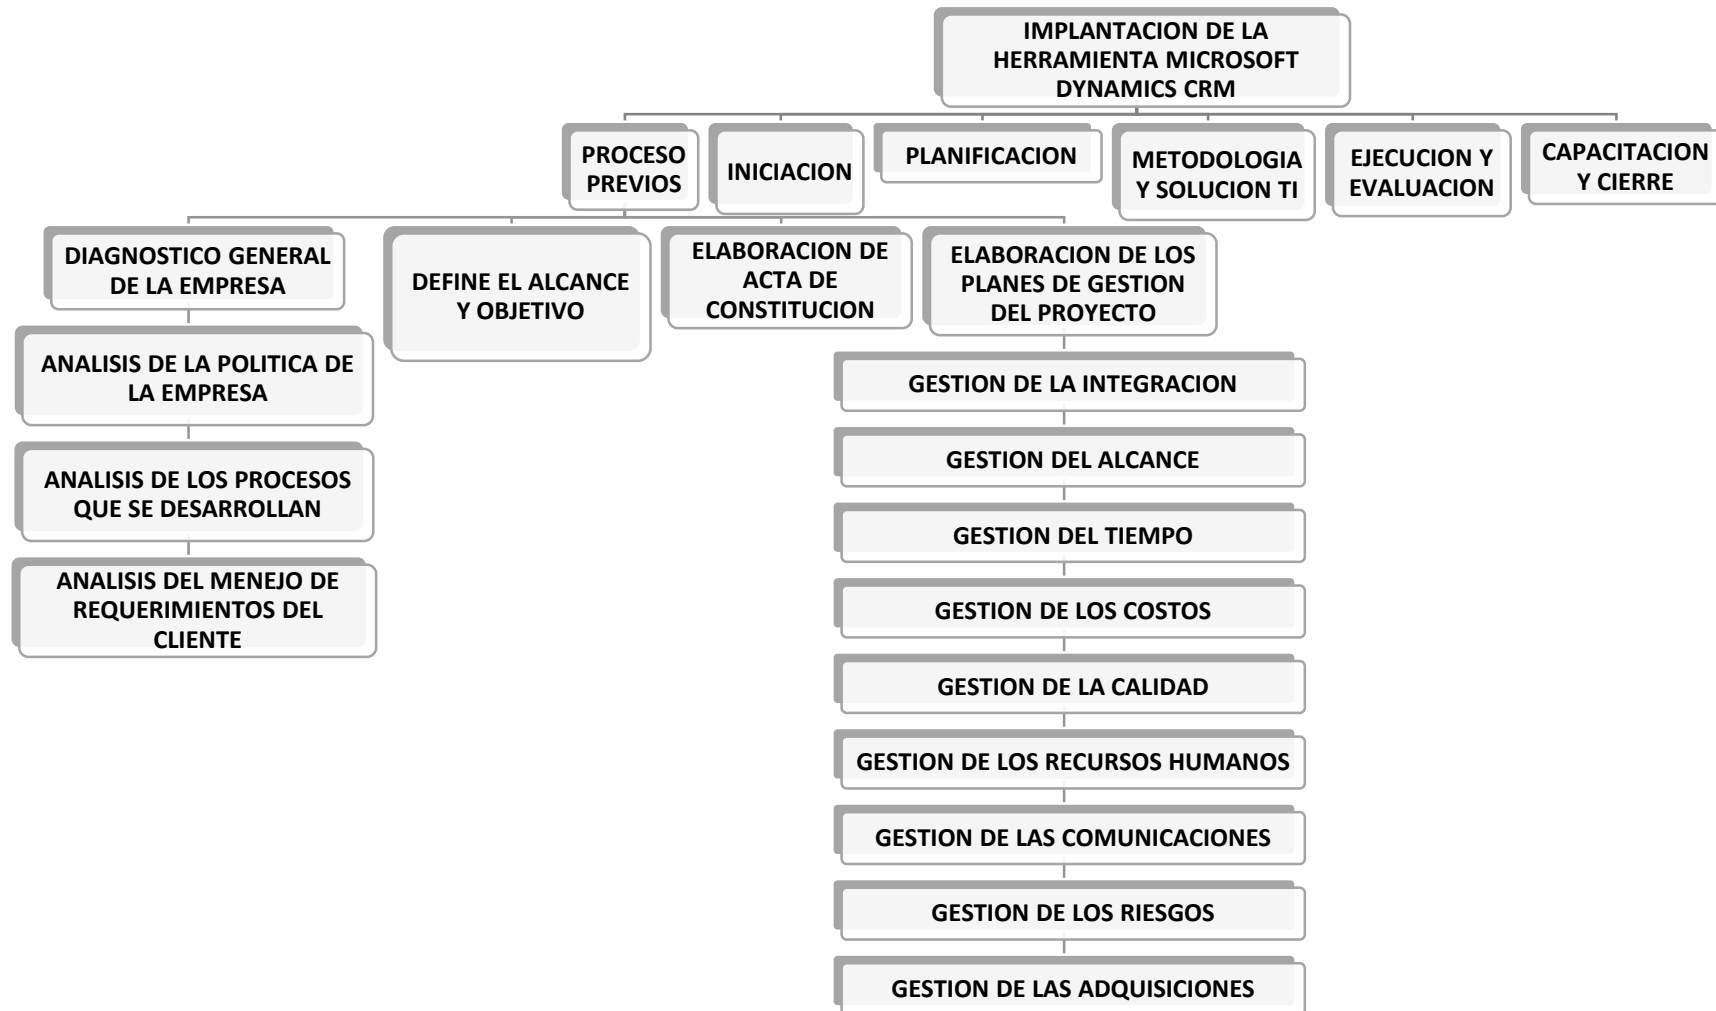 IMPLANTACION DE LA
HERRAMIENTA MICROSOFT
DYNAMICS CRM
PROCESO
PREVIOS
INICIACION
PLANIFICACION
METODOLOGIA
Y SOLUCION TI
EJECUCION Y
EVALUACION
CAPACITACION
Y CIERRE
DIAGNOSTICO GENERAL
DE LA EMPRESA
DEFINE EL ALCANCE
Y OBJETIVO
ELABORACION DE
ACTA DE
CONSTITUCION
ELABORACION DE LOS
PLANES DE GESTION
DEL PROYECTO
ANALISIS DE LA POLITICA DE
LA EMPRESA
ANALISIS DE LOS PROCESOS
QUE SE DESARROLLAN
ANALISIS DEL MENEJO DE
REQUERIMIENTOS DEL
CLIENTE
GESTION DE LA INTEGRACION
GESTION DEL ALCANCE
GESTION DEL TIEMPO
GESTION DE LOS COSTOS
GESTION DE LA CALIDAD
GESTION DE LOS RECURSOS HUMANOS
GESTION DE LAS COMUNICACIONES
GESTION DE LOS RIESGOS
GESTION DE LAS ADQUISICIONES